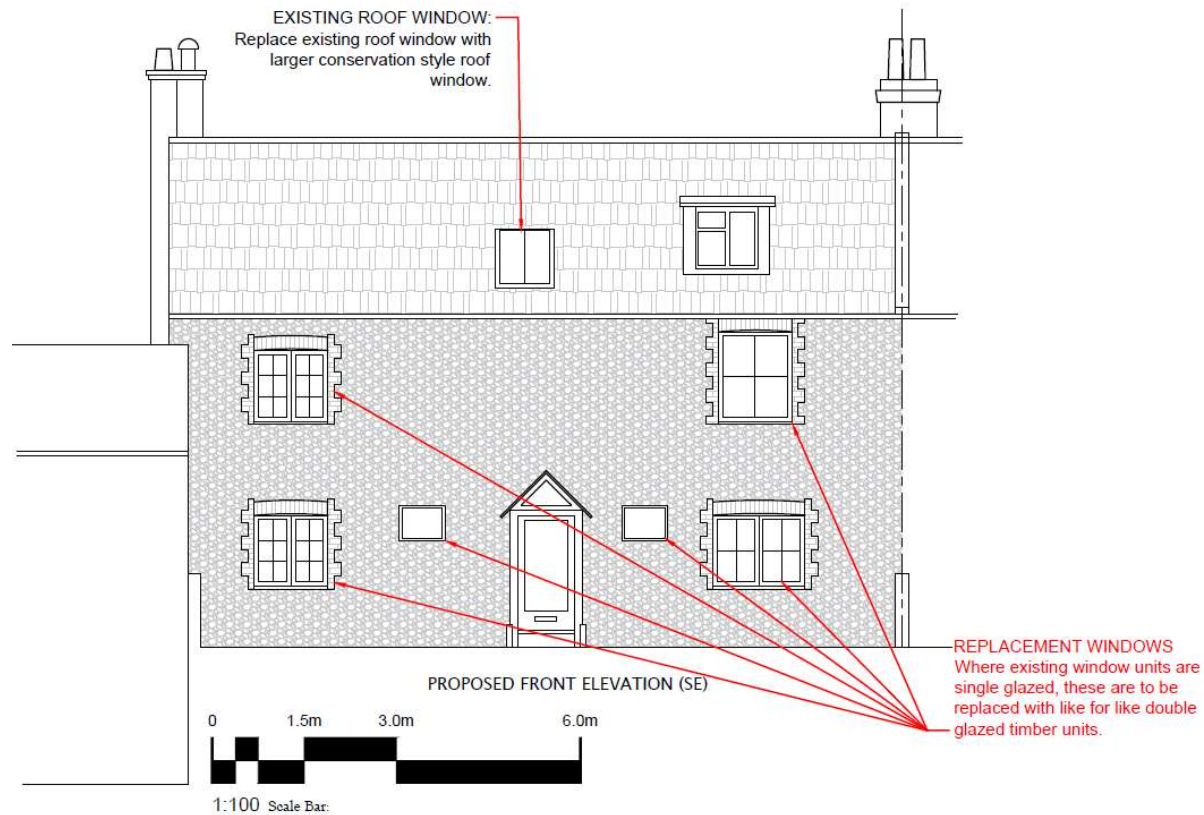 EXISTING ROOF WINDOW:
Replace existing roof window with
larger conservation style roof
window.
REPLACEMENT WINDOWS
Where existing window units are
single glazed, these are to be
replaced with like for like double
glazed timber units.
PROPOSED FRONT ELEVATION (SE)
0 1.5m 3.0m 6.0m
1:100 Scale Bar: